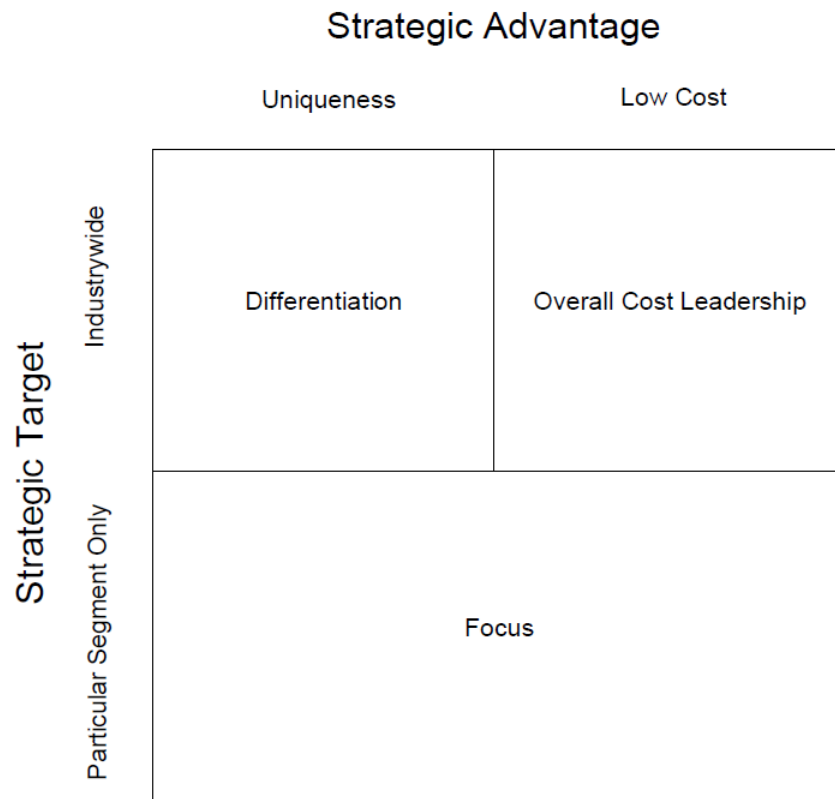 Strategic Advantage
Uniqueness
Low Cost
Strategic Target
Industrywide
Differentiation
Overall Cost Leadership
Particular Segment Only
Focus